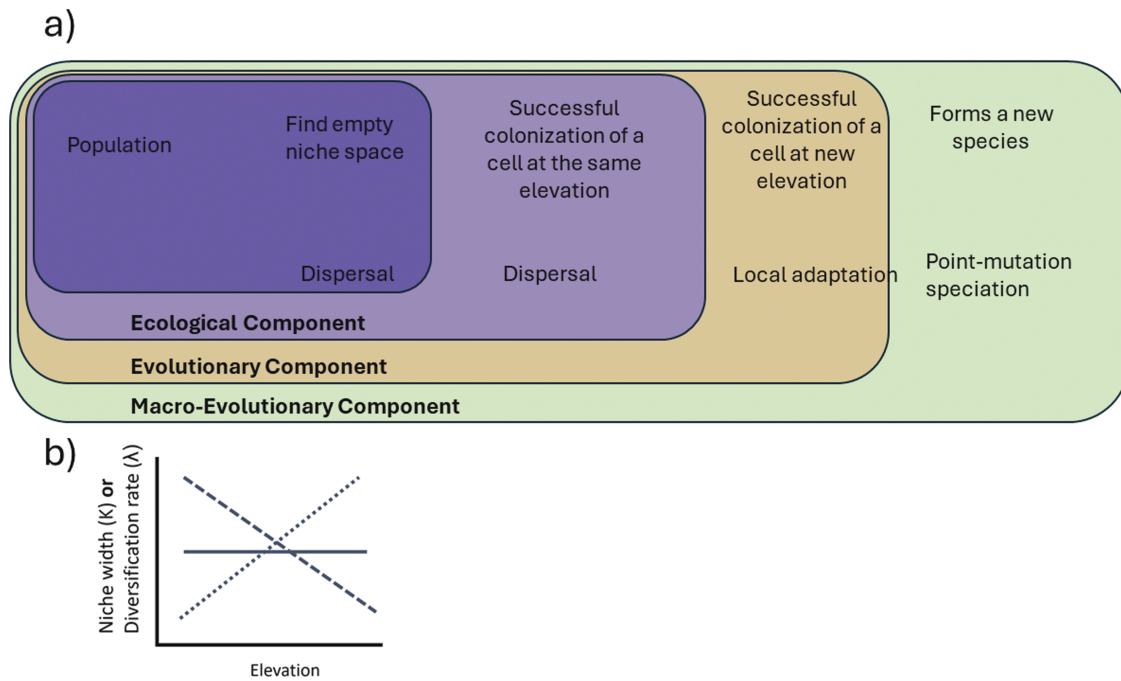 a)
Population
Find empty
niche space
Dispersal
Successful
colonization of a
cell at the same
elevation
Dispersal
Successful
colonization of a
cell at new
elevation
Local adaptation
Forms a new
species
Point-mutation
speciation
Ecological Component
Evolutionary Component
Macro-Evolutionary Component
b)
Niche width (K) or
Diversification rate (λ)
Elevation